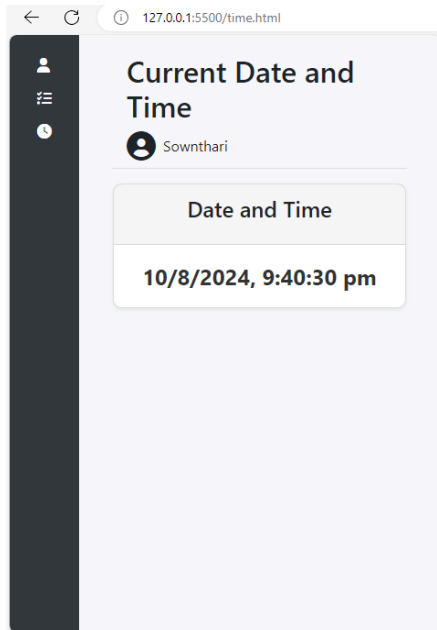 127.0.0.1:5500/time.html
Current Date and
Time
Sownthari
Date and Time
10/8/2024, 9:40:30 pm